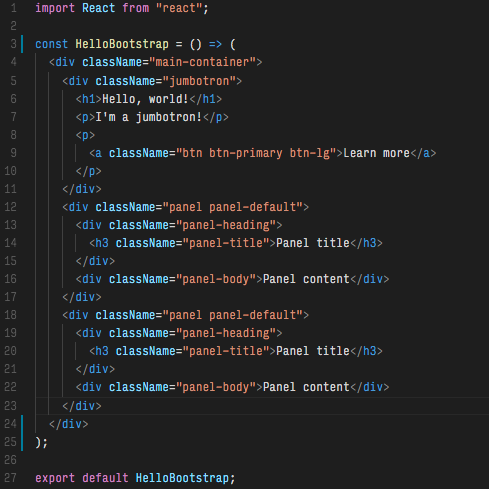 1 import React from "react";
2
3 const HelloBootstrap = () => (
4   <div className="main-container">
5     <div className="jumbotron">
6       <h1>Hello, world!</h1>
7       <p>I'm a jumbotron!</p>
8       <p>
9         <a className="btn btn-primary btn-lg">Learn more</a>
10       </p>
11     </div>
12     <div className="panel panel-default">
13       <div className="panel-heading">
14         <h3 className="panel-title">Panel title</h3>
15       </div>
16       <div className="panel-body">Panel content</div>
17     </div>
18     <div className="panel panel-default">
19       <div className="panel-heading">
20         <h3 className="panel-title">Panel title</h3>
21       </div>
22       <div className="panel-body">Panel content</div>
23     </div>
24   </div>
25 );
26
27 export default HelloBootstrap;